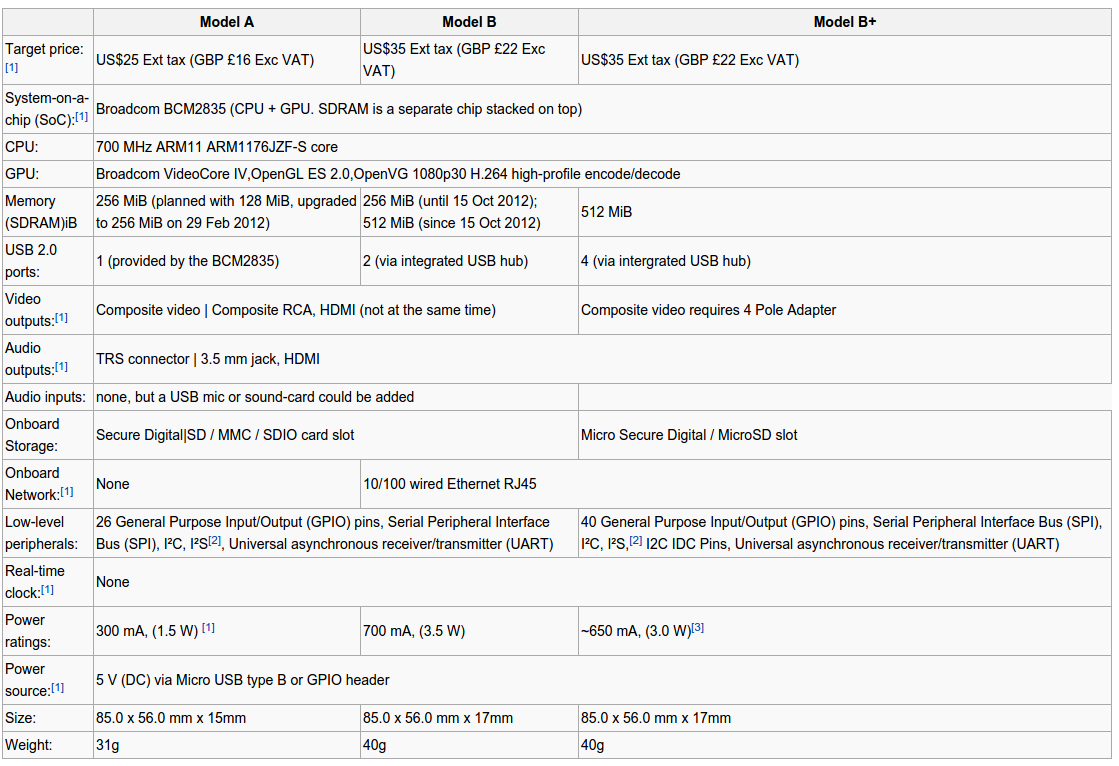 Model A Model B Model B+
Target price:[1] US$25 Ext tax (GBP £16 Exc VAT) US$35 Ext tax (GBP £22 Exc VAT) US$35 Ext tax (GBP £22 Exc VAT)
System-on-a-chip (SoC):[1] Broadcom BCM2835 (CPU + GPU. SDRAM is a separate chip stacked on top)
CPU: 700 MHz ARM11 ARM1176JZF-S core
GPU: Broadcom VideoCore IV,OpenGL ES 2.0,OpenVG 1080p30 H.264 high-profile encode/decode
Memory (SDRAM)iB 256 MiB (planned with 128 MiB, upgraded to 256 MiB on 29 Feb 2012) 256 MiB (until 15 Oct 2012); 512 MiB (since 15 Oct 2012) 512 MiB
USB 2.0 ports: 1 (provided by the BCM2835) 2 (via integrated USB hub) 4 (via intergrated USB hub)
Video outputs:[1] Composite video | Composite RCA, HDMI (not at the same time) Composite video requires 4 Pole Adapter
Audio outputs:[1] TRS connector | 3.5 mm jack, HDMI
Audio inputs: none, but a USB mic or sound-card could be added
Onboard Storage: Secure Digital|SD / MMC / SDIO card slot Micro Secure Digital / MicroSD slot
Onboard Network:[1] None 10/100 wired Ethernet RJ45
Low-level peripherals: 26 General Purpose Input/Output (GPIO) pins, Serial Peripheral Interface Bus (SPI), I²C, I²S[2], Universal asynchronous receiver/transmitter (UART) 40 General Purpose Input/Output (GPIO) pins, Serial Peripheral Interface Bus (SPI), I²C, I²S,[2] I2C IDC Pins, Universal asynchronous receiver/transmitter (UART)
Real-time clock:[1] None
Power ratings: 300 mA, (1.5 W) [1] 700 mA, (3.5 W) ~650 mA, (3.0 W)[3]
Power source:[1] 5 V (DC) via Micro USB type B or GPIO header
Size: 85.0 x 56.0 mm x 15mm 85.0 x 56.0 mm x 17mm 85.0 x 56.0 mm x 17mm
Weight: 31g 40g 40g